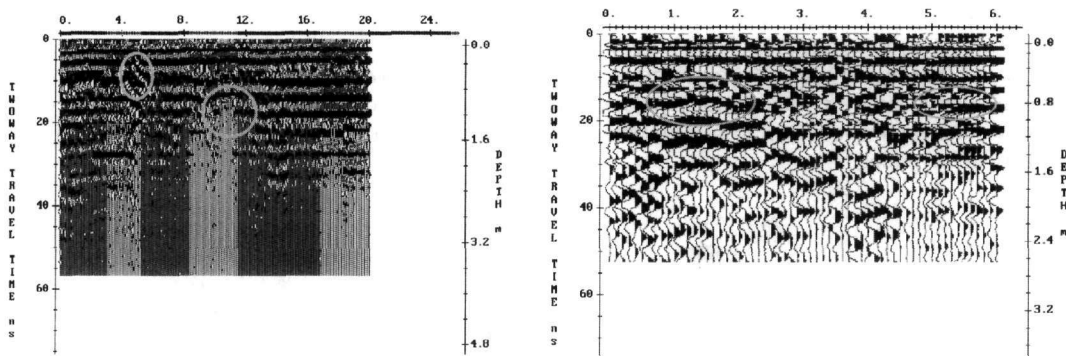 0. 4. 8. 12. 16. 20. 24.
0
20
40
60
TWOWAY TRAVEL TIME ns
0.0
1.6
3.2
4.8
DEPTH m
0. 1. 2. 3. 4. 5. 6.
0
20
40
60
TWOWAY TRAVEL TIME ns
0.0
0.8
1.6
2.4
3.2
DEPTH m